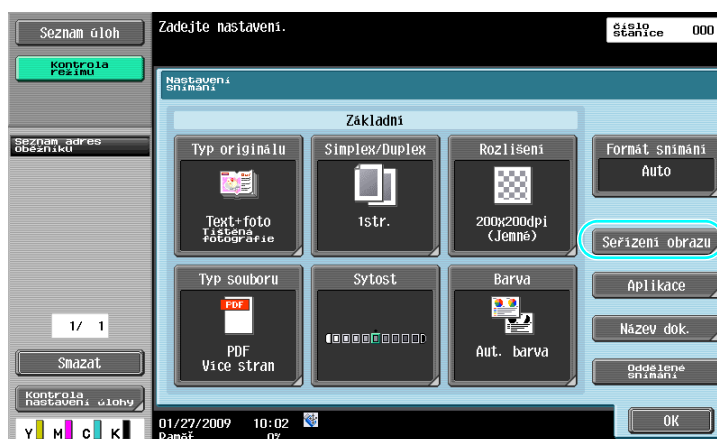 Seznam úloh
Kontrola
režimu
Seznam adres
oběžníku
1/ 1
Smazat
Kontrola
nastavení úlohy
Y M C K
Zadejte nastavení.
číslo
stanice 000
Nastavení
snímání
Základní
Typ originálu
Text+foto
Tištěná
fotografie
Simplex/Duplex
1str.
Rozlišení
200x200dpi
(Jemné)
Typ souboru
PDF
PDF
Více stran
Sytost
Barva
Aut. barva
Formát snímání
Auto
Seřízení obrazu
Aplikace
Název dok.
Oddělené
snímání
01/27/2009 10:02
Paměť 0%
OK